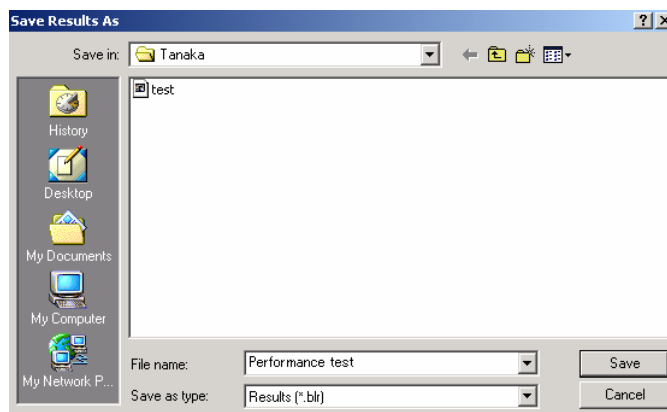 Save Results As
Save in: Tanaka
test
History
Desktop
My Documents
My Computer
My Network P...
File name: Performance test Save
Save as type: Results (*.blr) Cancel